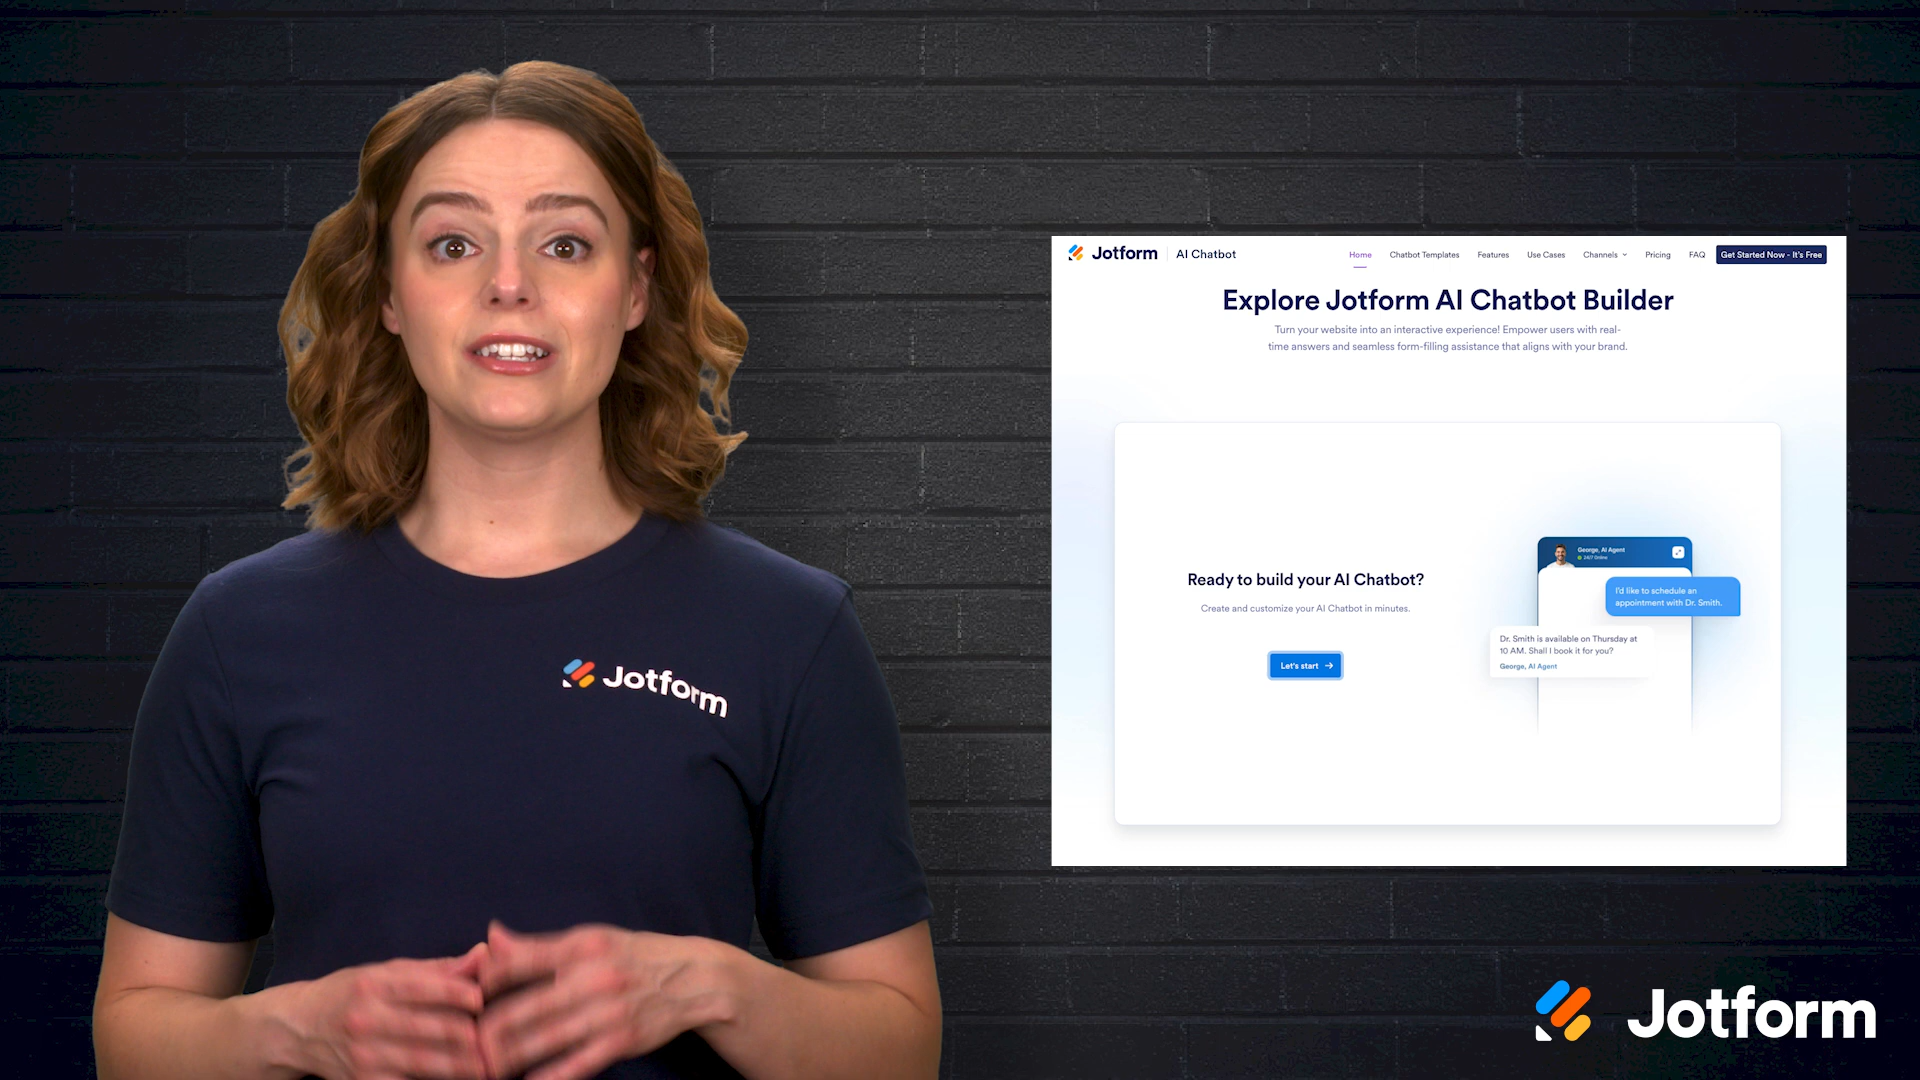 Jotform
Jotform AI Chatbot
Home Chatbot Templates Features Use Cases Channels Pricing FAQ Get Started Now - It's Free
Explore Jotform AI Chatbot Builder
Turn your website into an interactive experience! Empower users with real-
time answers and seamless form-filling assistance that aligns with your brand.
Ready to build your AI Chatbot?
Create and customize your AI Chatbot in minutes.
Let's start →
George, AI Agent
24/7 Online
I'd like to schedule an
appointment with Dr. Smith.
Dr. Smith is available on Thursday at
10 AM. Shall I book it for you?
George, AI Agent
Jotform